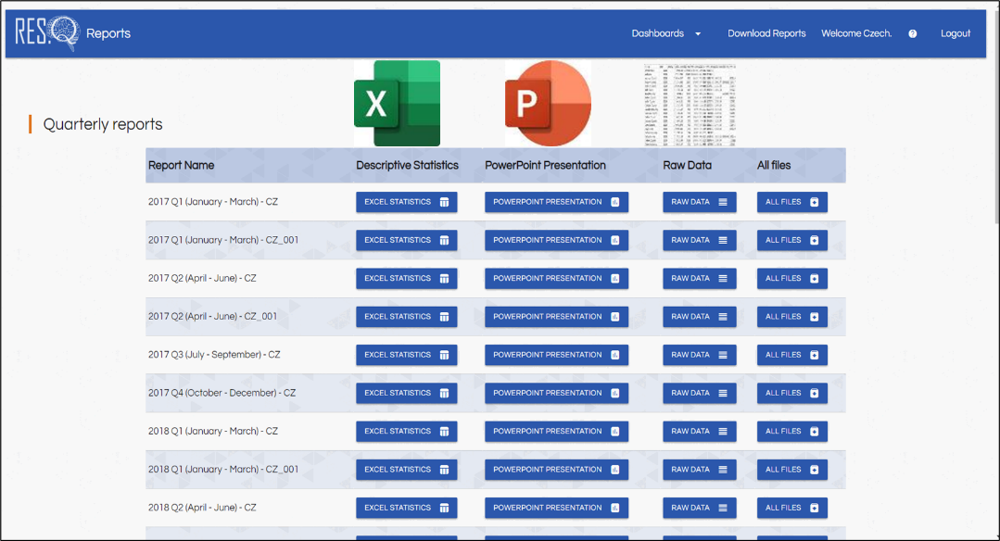 RES.Q Reports Dashboards Download Reports Welcome Czech. ? Logout
X P
Quarterly reports
Report Name Descriptive Statistics PowerPoint Presentation Raw Data All files
2017 Q1 (January - March) - CZ EXCEL STATISTICS POWERPOINT PRESENTATION RAW DATA ALL FILES
2017 Q1 (January - March) - CZ_001 EXCEL STATISTICS POWERPOINT PRESENTATION RAW DATA ALL FILES
2017 Q2 (April - June) - CZ EXCEL STATISTICS POWERPOINT PRESENTATION RAW DATA ALL FILES
2017 Q2 (April - June) - CZ_001 EXCEL STATISTICS POWERPOINT PRESENTATION RAW DATA ALL FILES
2017 Q3 (July - September) - CZ EXCEL STATISTICS POWERPOINT PRESENTATION RAW DATA ALL FILES
2017 Q4 (October - December) - CZ EXCEL STATISTICS POWERPOINT PRESENTATION RAW DATA ALL FILES
2018 Q1 (January - March) - CZ EXCEL STATISTICS POWERPOINT PRESENTATION RAW DATA ALL FILES
2018 Q1 (January - March) - CZ_001 EXCEL STATISTICS POWERPOINT PRESENTATION RAW DATA ALL FILES
2018 Q2 (April - June) - CZ EXCEL STATISTICS POWERPOINT PRESENTATION RAW DATA ALL FILES